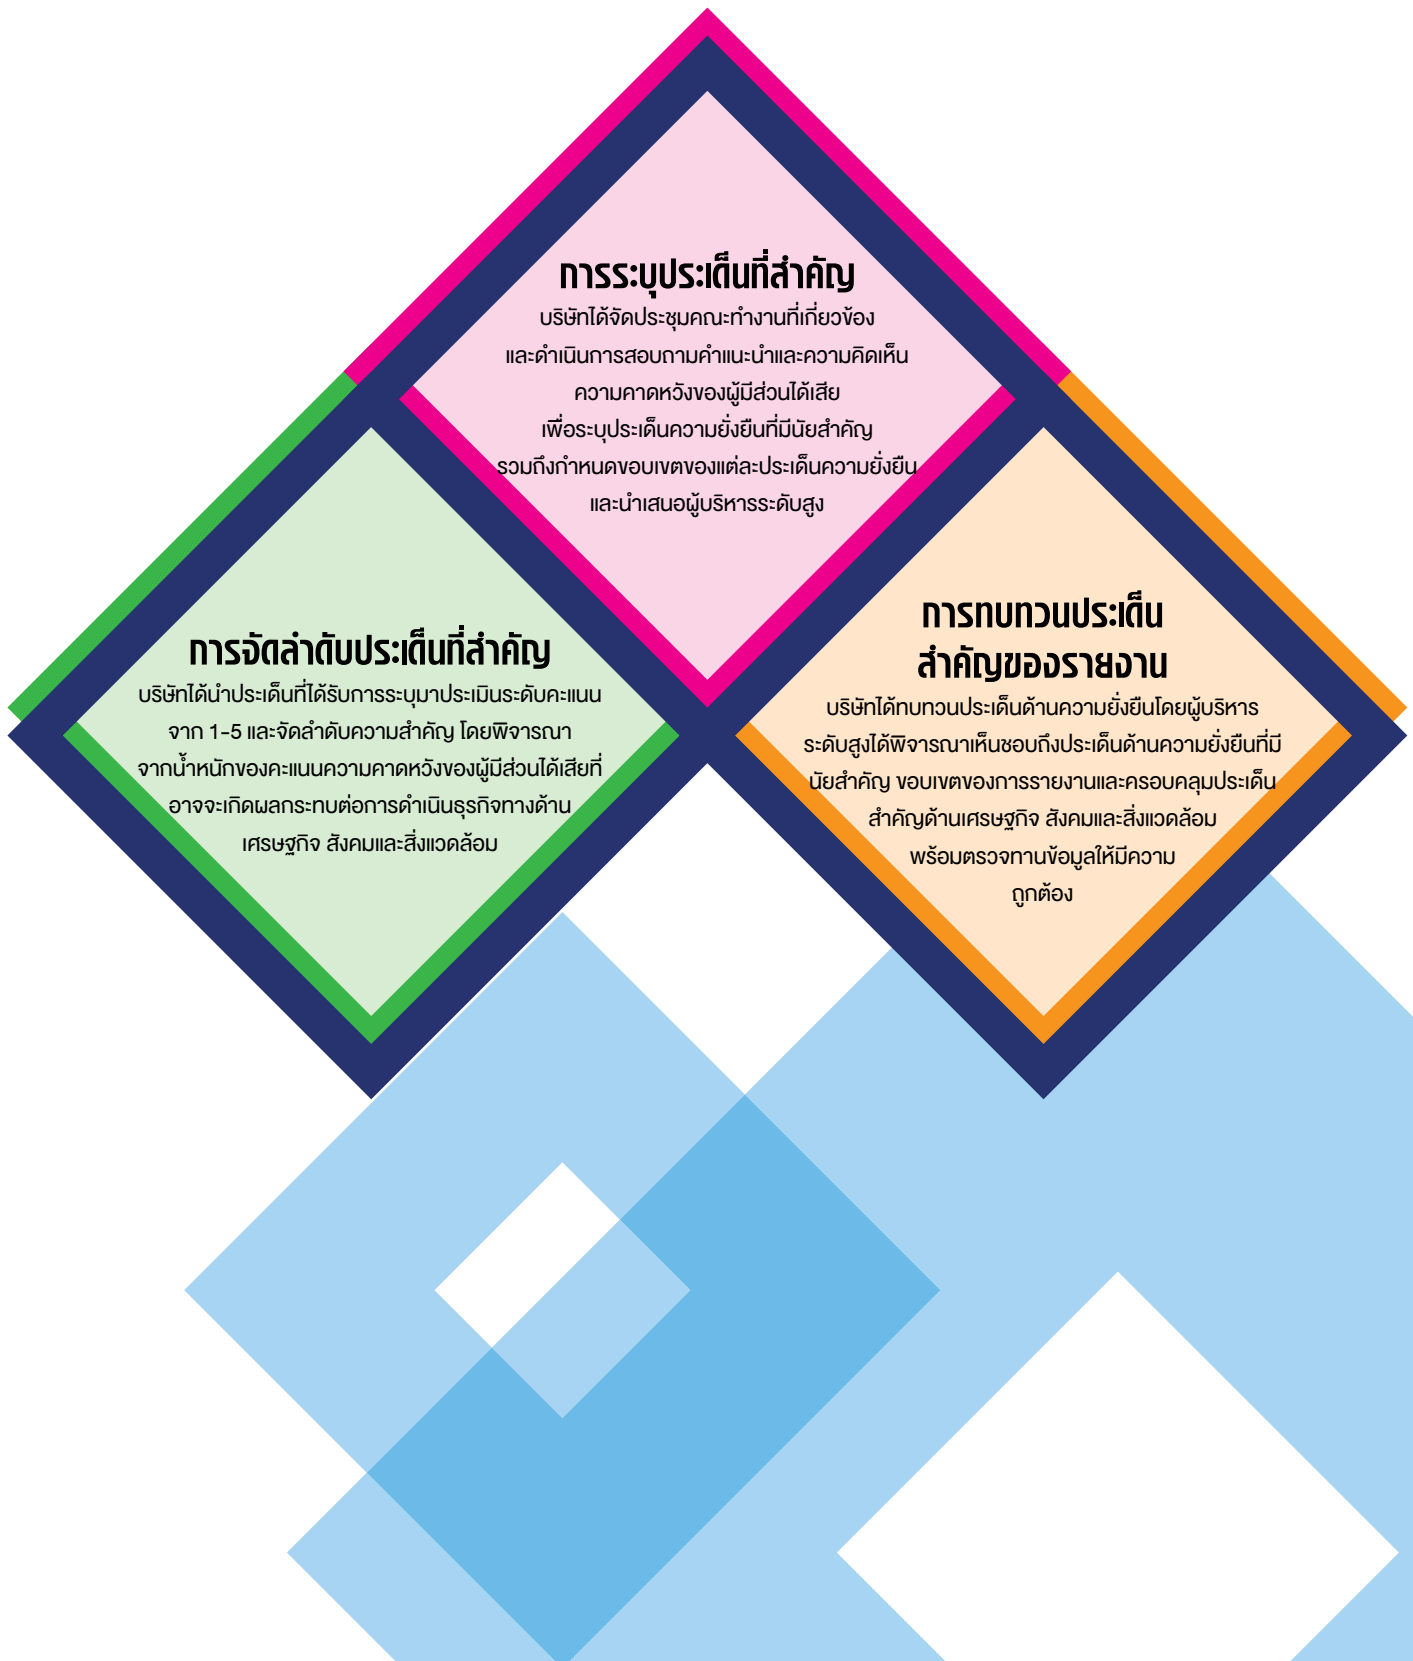 การระบุประเด็นที่สำคัญ
บริษัทได้จัดประชุมคณะทำงานที่เกี่ยวข้อง
และดำเนินการสอบถามคำแนะนำและความคิดเห็น
ความคาดหวังของผู้มีส่วนได้เสีย
เพื่อระบุประเด็นความยั่งยืนที่มีนัยสำคัญ
รวมถึงกำหนดขอบเขตของแต่ละประเด็นความยั่งยืน
และนำเสนอผู้บริหารระดับสูง
การจัดลำดับประเด็นที่สำคัญ
บริษัทได้นำประเด็นที่ได้รับการระบุมาประเมินระดับคะแนน
จาก 1-5 และจัดลำดับความสำคัญ โดยพิจารณา
จากน้ำหนักของคะแนนความคาดหวังของผู้มีส่วนได้เสียที่
อาจจะเกิดผลกระทบต่อการดำเนินธุรกิจทางด้าน
เศรษฐกิจ สังคมและสิ่งแวดล้อม
การทบทวนประเด็น
สำคัญของรายงาน
บริษัทได้ทบทวนประเด็นด้านความยั่งยืนโดยผู้บริหาร
ระดับสูงได้พิจารณาเห็นชอบถึงประเด็นด้านความยั่งยืนที่มี
นัยสำคัญ ขอบเขตของการรายงานและครอบคลุมประเด็น
สำคัญด้านเศรษฐกิจ สังคมและสิ่งแวดล้อม
พร้อมตรวจทานข้อมูลให้มีความ
ถูกต้อง